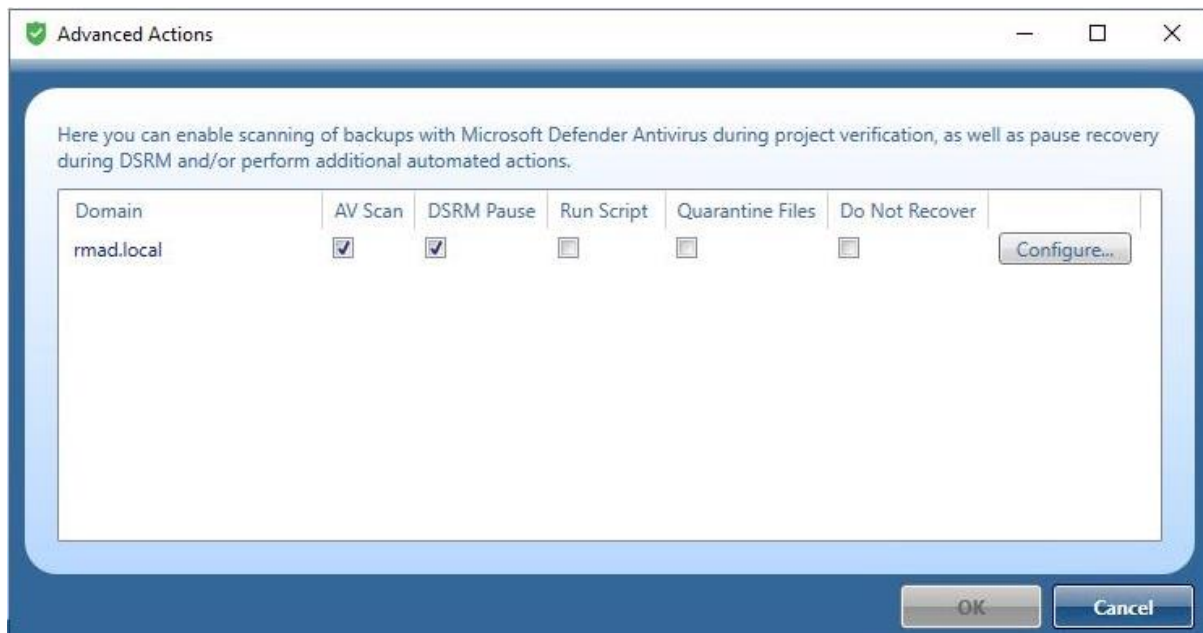 Advanced Actions
Here you can enable scanning of backups with Microsoft Defender Antivirus during project verification, as well as pause recovery
during DSRM and/or perform additional automated actions.
Domain AV Scan DSRM Pause Run Script Quarantine Files Do Not Recover
rmad.local Configure...
OK Cancel